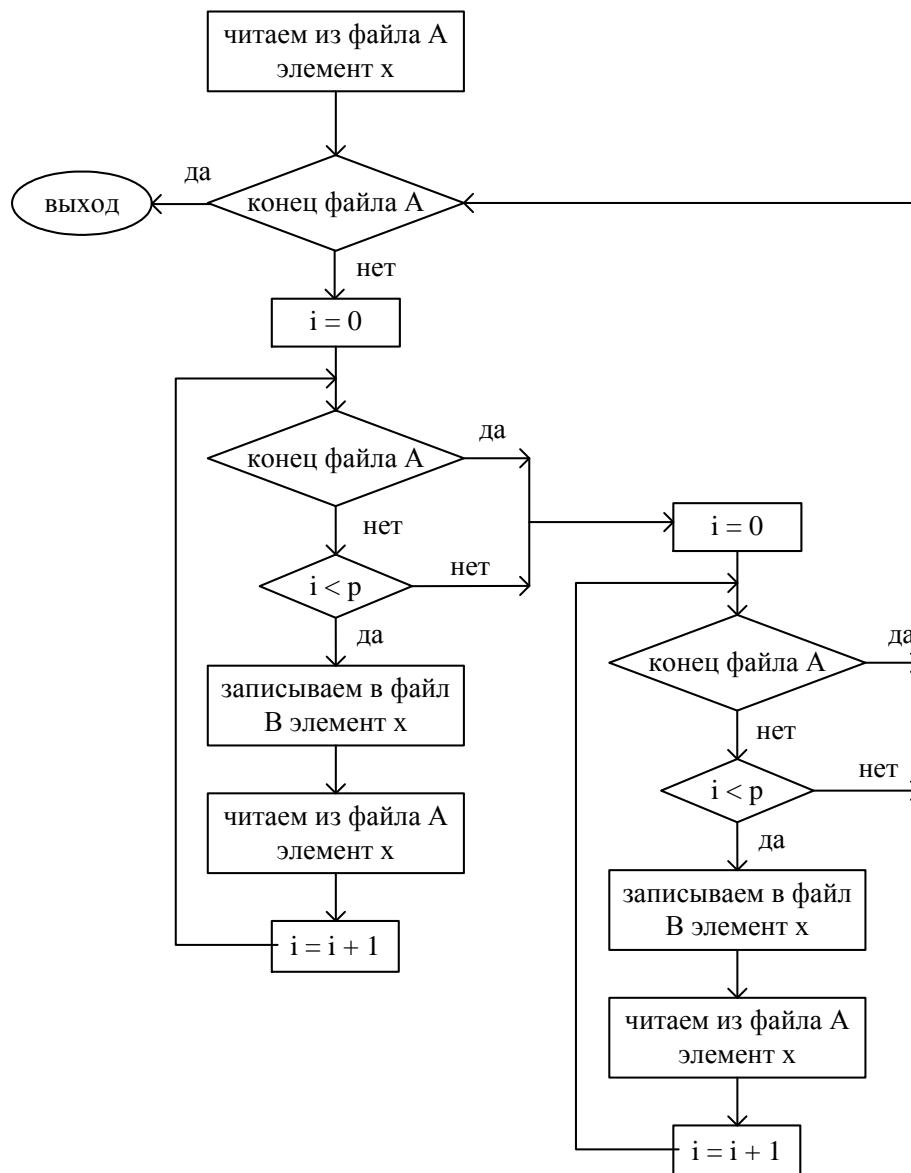 читаем из файла A
элемент x
да
выход
конец файла A
нет
i = 0
конец файла A
да
нет
i < p
нет
да
записываем в файл
B элемент x
читаем из файла A
элемент x
i = i + 1
i = 0
конец файла A
да
нет
i < p
нет
да
записываем в файл
B элемент x
читаем из файла A
элемент x
i = i + 1